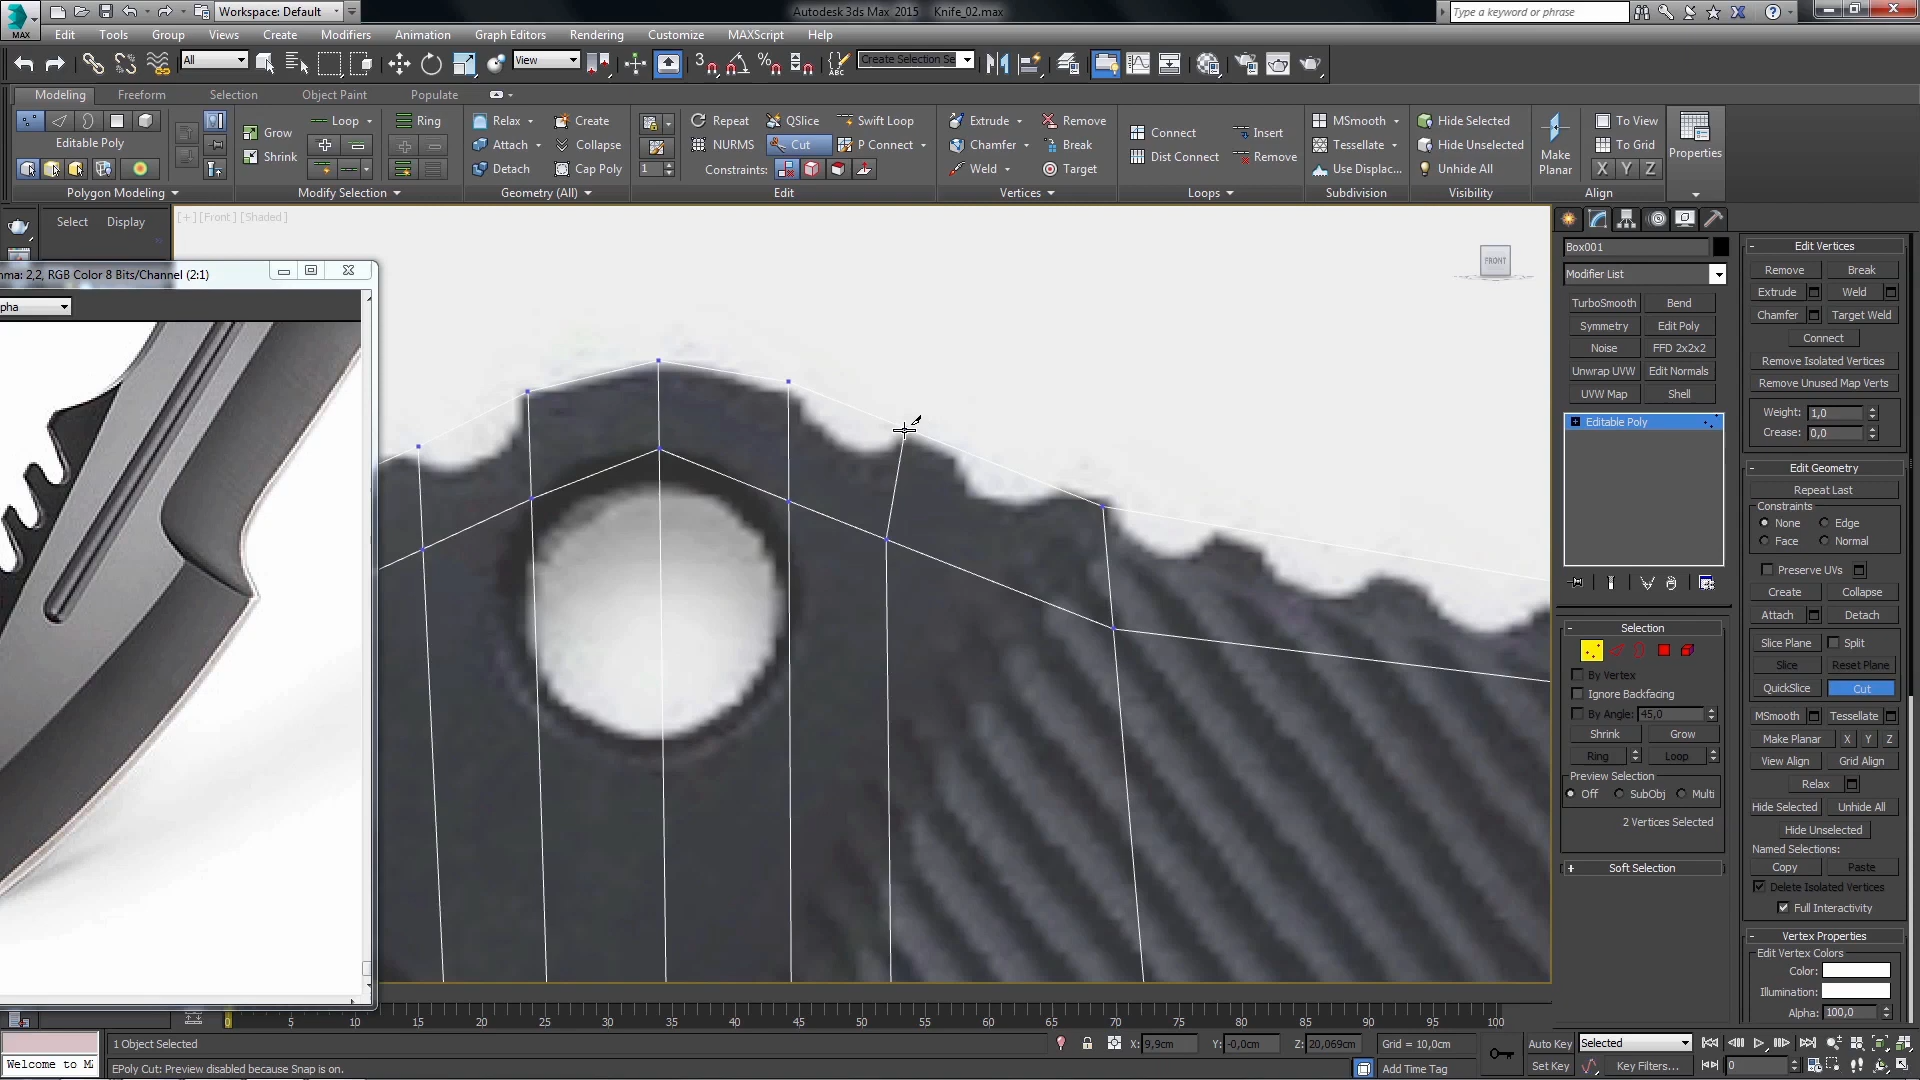 Workspace: Default
Autodesk 3ds Max 2015 Knife_02.max
Type a keyword or phrase
MAX
Edit Tools Group Views Create Modifiers Animation Graph Editors Rendering Customize MAXScript Help
All
View
Create Selection Se
Modeling Freeform Selection Object Paint Populate
Editable Poly
Polygon Modeling
Grow
Shrink
Loop
Ring
Modify Selection
Relax
Create
Attach
Collapse
Detach
Cap Poly
Geometry (All)
1
Repeat
QSlice
Swift Loop
NURMS
Cut
P Connect
Constraints:
Edit
Extrude
Remove
Chamfer
Break
Weld
Target
Vertices
Connect
Insert
Dist Connect
Remove
Loops
MSmooth
Tessellate
Use Displac...
Subdivision
Hide Selected
Hide Unselected
Unhide All
Visibility
Make
Planar
To View
To Grid
X Y Z
Align
Properties
Select Display
[+] [Front] [Shaded]
FRONT
nma: 2,2, RGB Color 8 Bits/Channel (2:1)
pha
Box001
Modifier List
TurboSmooth Bend
Symmetry Edit Poly
Noise FFD 2x2x2
Unwrap UVW Edit Normals
UVW Map Shell
Editable Poly
Selection
By Vertex
Ignore Backfacing
By Angle: 45,0
Shrink Grow
Ring Loop
Preview Selection
Off SubObj Multi
2 Vertices Selected
Soft Selection
Edit Vertices
Remove Break
Extrude Weld
Chamfer Target Weld
Connect
Remove Isolated Vertices
Remove Unused Map Verts
Weight: 1,0
Crease: 0,0
Edit Geometry
Repeat Last
Constraints
None Edge
Face Normal
Preserve UVs
Create Collapse
Attach Detach
Slice Plane Split
Slice Reset Plane
QuickSlice Cut
MSmooth Tessellate
Make Planar X Y Z
View Align Grid Align
Relax
Hide Selected Unhide All
Hide Unselected
Named Selections:
Copy Paste
Delete Isolated Vertices
Full Interactivity
Vertex Properties
Edit Vertex Colors
Color:
Illumination:
Alpha: 100,0
0 5 10 15 20 25 30 35 40 45 50 55 60 65 70 75 80 85 90 95 100
1 Object Selected
X: 9,9cm Y: -0,0cm Z: 20,069cm Grid = 10,0cm
Auto Key Selected
Welcome to M
EPoly Cut: Preview disabled because Snap is on.
Add Time Tag
Set Key Key Filters... 0